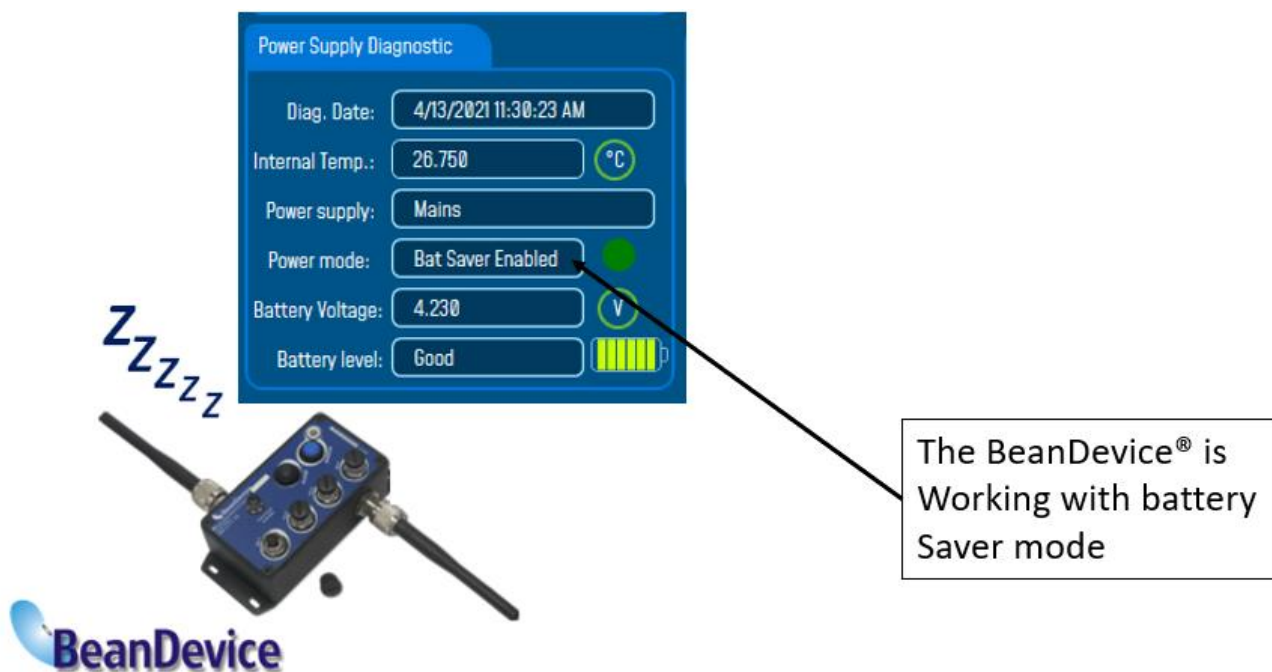 Power Supply Diagnostic
Diag. Date: 4/13/2021 11:30:23 AM
Internal Temp.: 26.750 °C
Power supply: Mains
Power mode: Bat Saver Enabled
Battery Voltage: 4.230 V
Battery level: Good
Z
Z
Z
Z
Z
The BeanDevice® is
Working with battery
Saver mode
BeanDevice